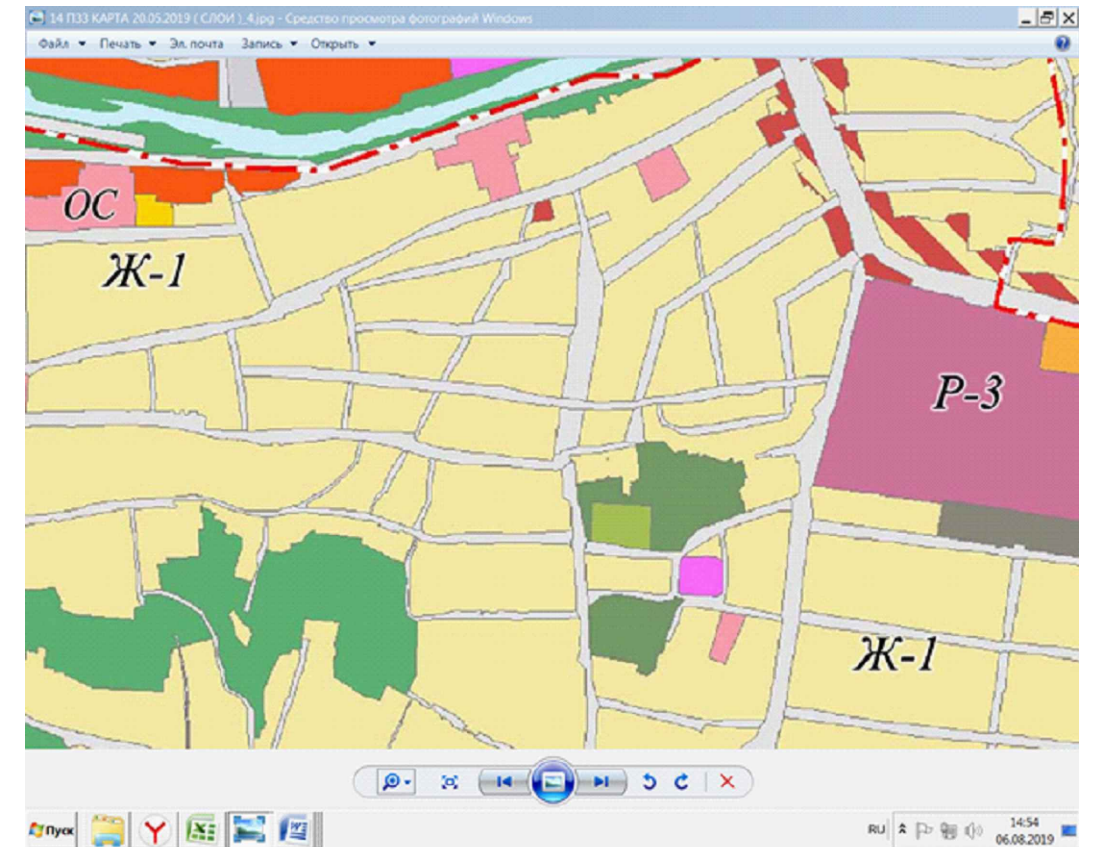 14 ПЗЗ КАРТА 20.05.2019 ( СЛОИ )_4.jpg - Средство просмотра фотографий Windows
Файл Печать Эл. почта Запись Открыть
ОС
Ж-1
Р-3
Ж-1
Пуск
RU
14:54
06.08.2019